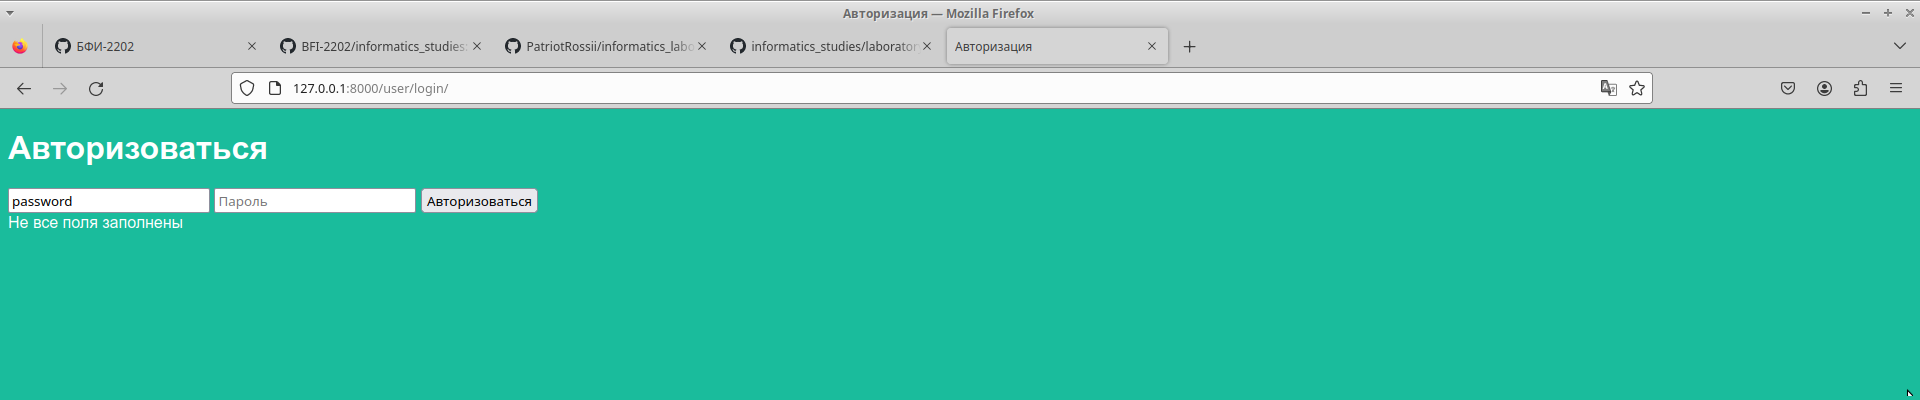 Авторизация — Mozilla Firefox
БФИ-2202
BFI-2202/informatics_studies:
PatriotRossii/informatics_labo
informatics_studies/laborator
Авторизация
127.0.0.1:8000/user/login/
Авторизоваться
password Пароль Авторизоваться
Не все поля заполнены